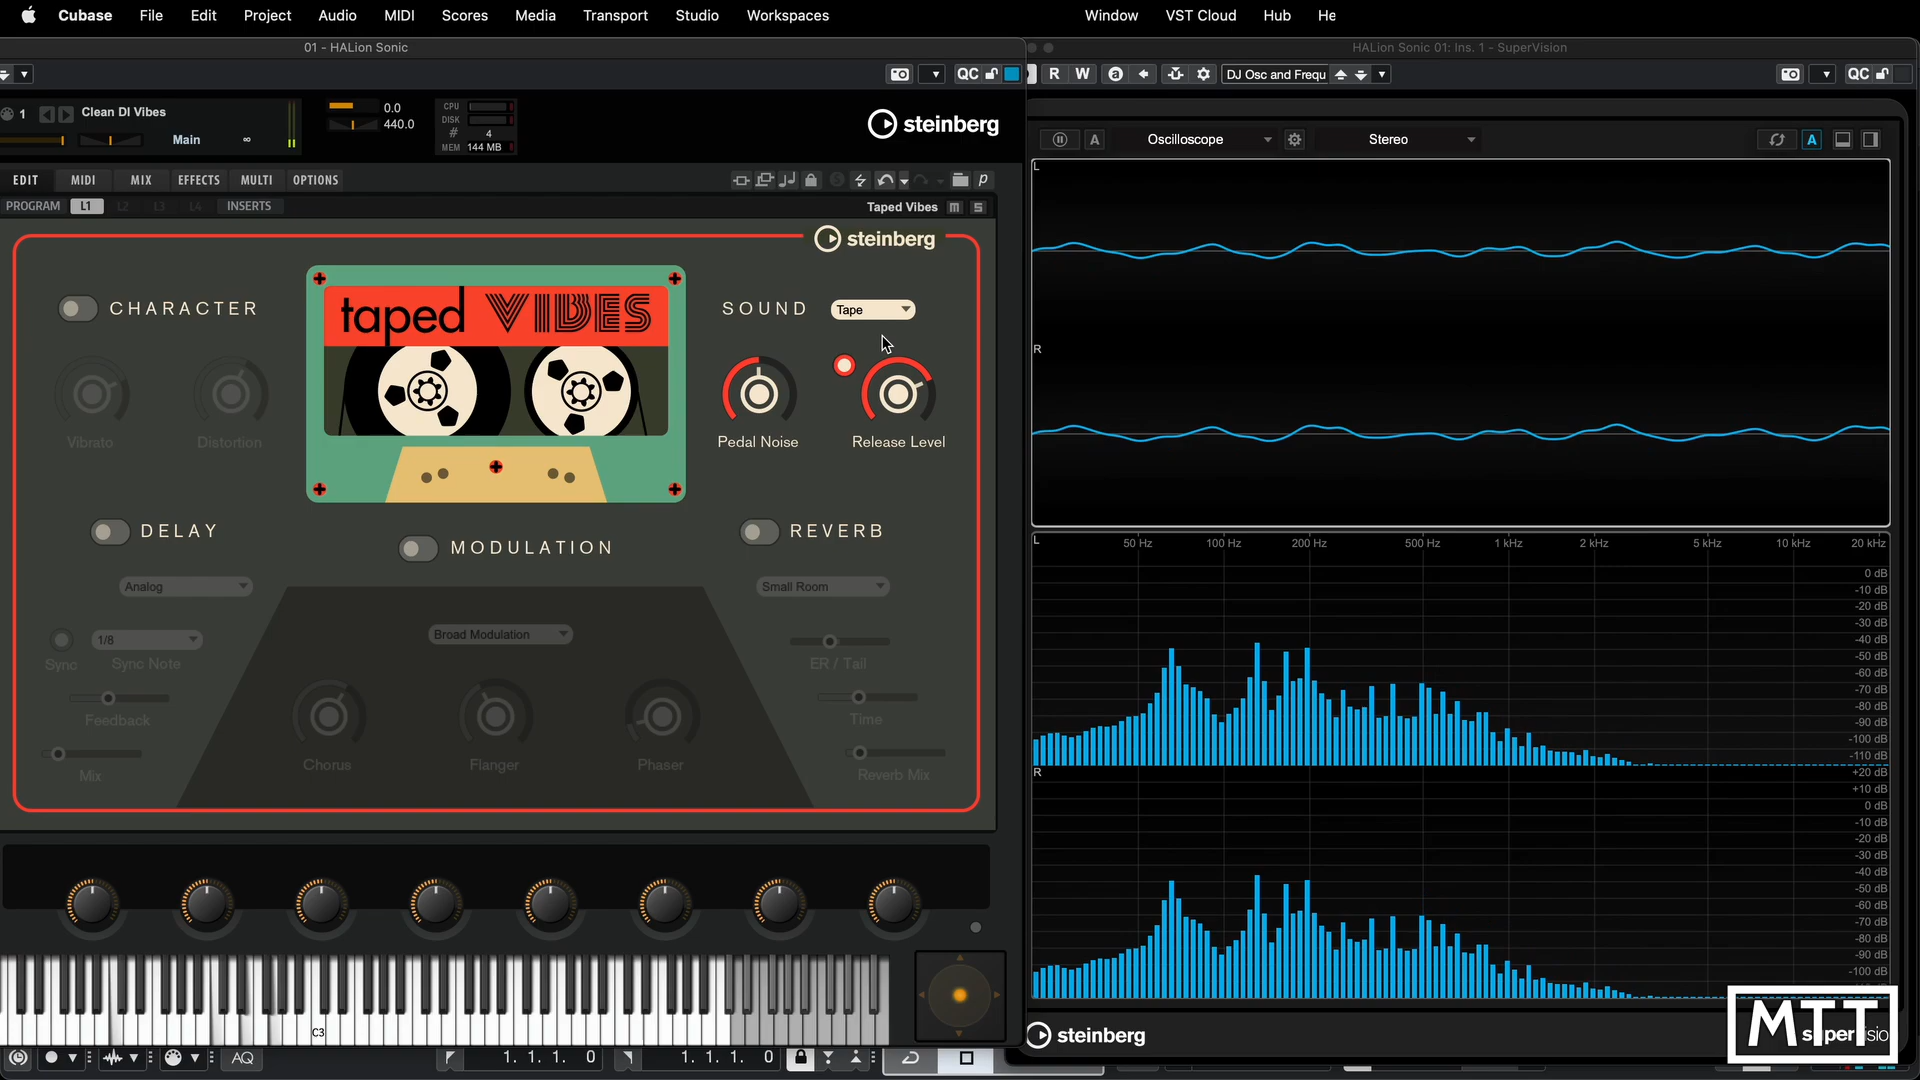 Cubase File Edit Project Audio MIDI Scores Media Transport Studio Workspaces Window VST Cloud Hub He
01 - HALion Sonic
HALion Sonic 01: Ins. 1 - SuperVision
QC
R W a DJ Osc and Frequ QC
1 Clean DI Vibes
Main ∞
0.0
440.0
CPU
DISK
# 4
MEM 144 MB
steinberg
A Oscilloscope Stereo A
EDIT MIDI MIX EFFECTS MULTI OPTIONS
PROGRAM L1 L2 L3 L4 INSERTS
Taped Vibes M S
steinberg
CHARACTER
Vibrato Distortion
taped VIBES
SOUND Tape
Pedal Noise Release Level
DELAY
Analog
Sync 1/8
Sync Note
Feedback
Mix
MODULATION
Broad Modulation
Chorus Flanger Phaser
REVERB
Small Room
ER / Tail
Time
Reverb Mix
C3
AQ
1. 1. 1. 0 1. 1. 1. 0
L
R
L
50 Hz 100 Hz 200 Hz 500 Hz 1 kHz 2 kHz 5 kHz 10 kHz 20 kHz
0 dB
-10 dB
-20 dB
-30 dB
-40 dB
-50 dB
-60 dB
-70 dB
-80 dB
-90 dB
-100 dB
-110 dB
R
+20 dB
+10 dB
0 dB
-10 dB
-20 dB
-30 dB
-40 dB
-50 dB
-60 dB
-70 dB
-80 dB
-90 dB
-100 dB
steinberg
MTT